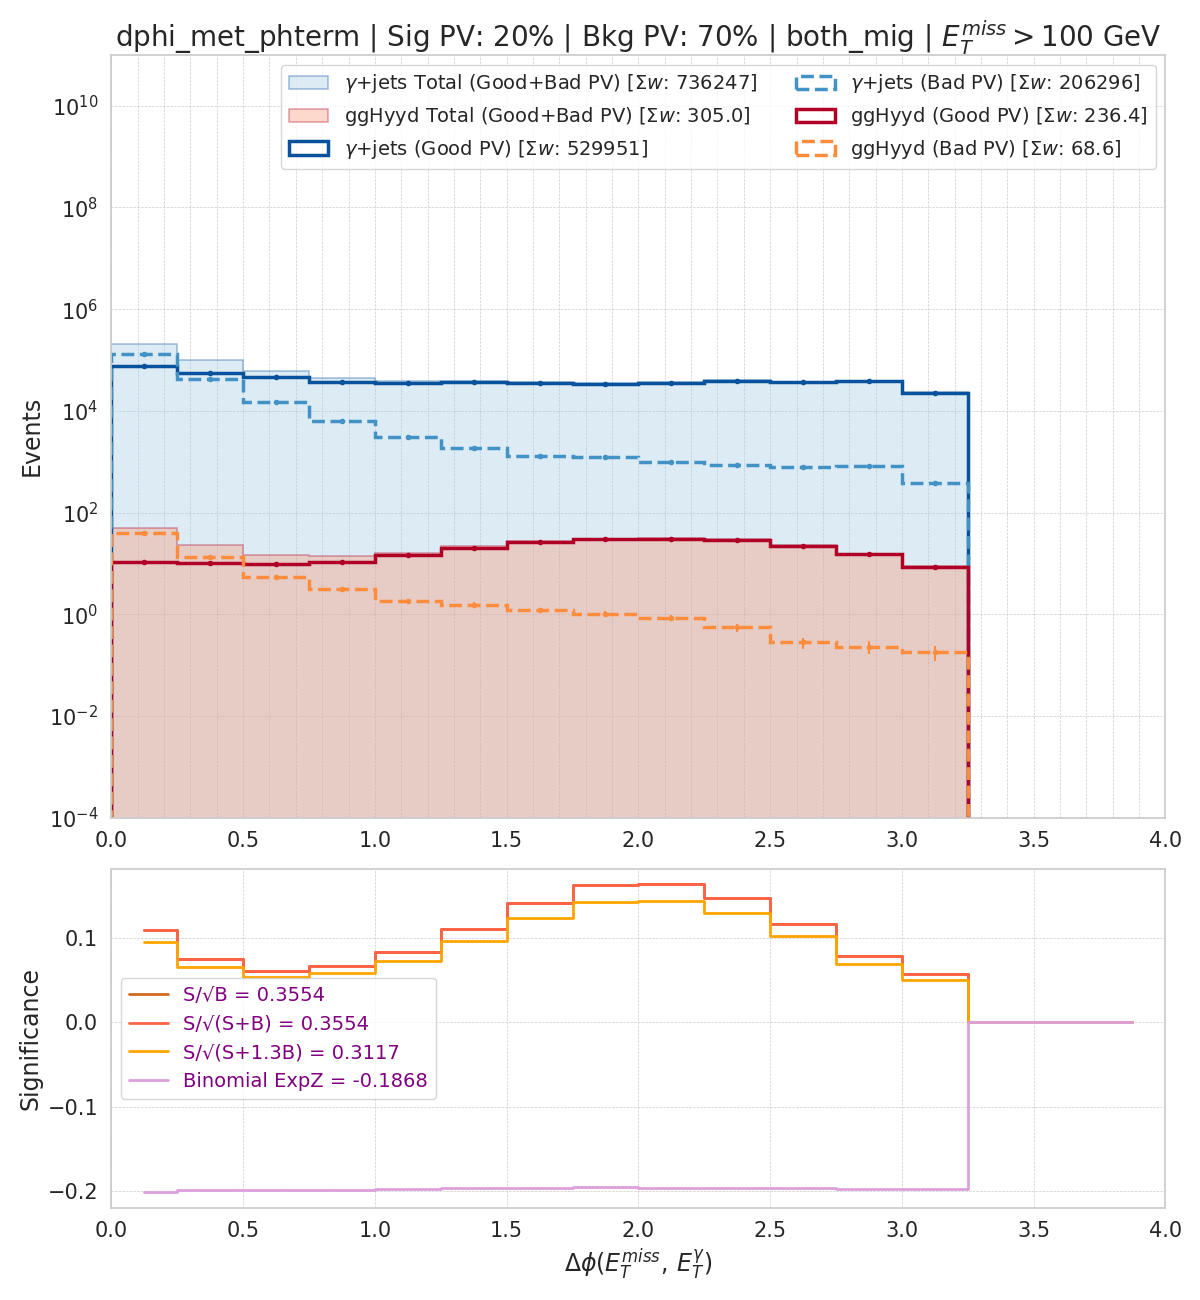 dphi_met_phterm | Sig PV: 20% | Bkg PV: 70% | both_mig | $E_T^{miss} > 100$ GeV
γ+jets Total (Good+Bad PV) [Σw: 736247]
ggHyyd Total (Good+Bad PV) [Σw: 305.0]
γ+jets (Good PV) [Σw: 529951]
γ+jets (Bad PV) [Σw: 206296]
ggHyyd (Good PV) [Σw: 236.4]
ggHyyd (Bad PV) [Σw: 68.6]
Events
10^{10}
10^{8}
10^{6}
10^{4}
10^{2}
10^{0}
10^{−2}
10^{−4}
0.0 0.5 1.0 1.5 2.0 2.5 3.0 3.5 4.0
Significance
0.1
0.0
−0.1
−0.2
S/√B = 0.3554
S/√(S+B) = 0.3554
S/√(S+1.3B) = 0.3117
Binomial ExpZ = -0.1868
0.0 0.5 1.0 1.5 2.0 2.5 3.0 3.5 4.0
$\Delta\phi(E_T^{miss}, E_T^{\gamma})$